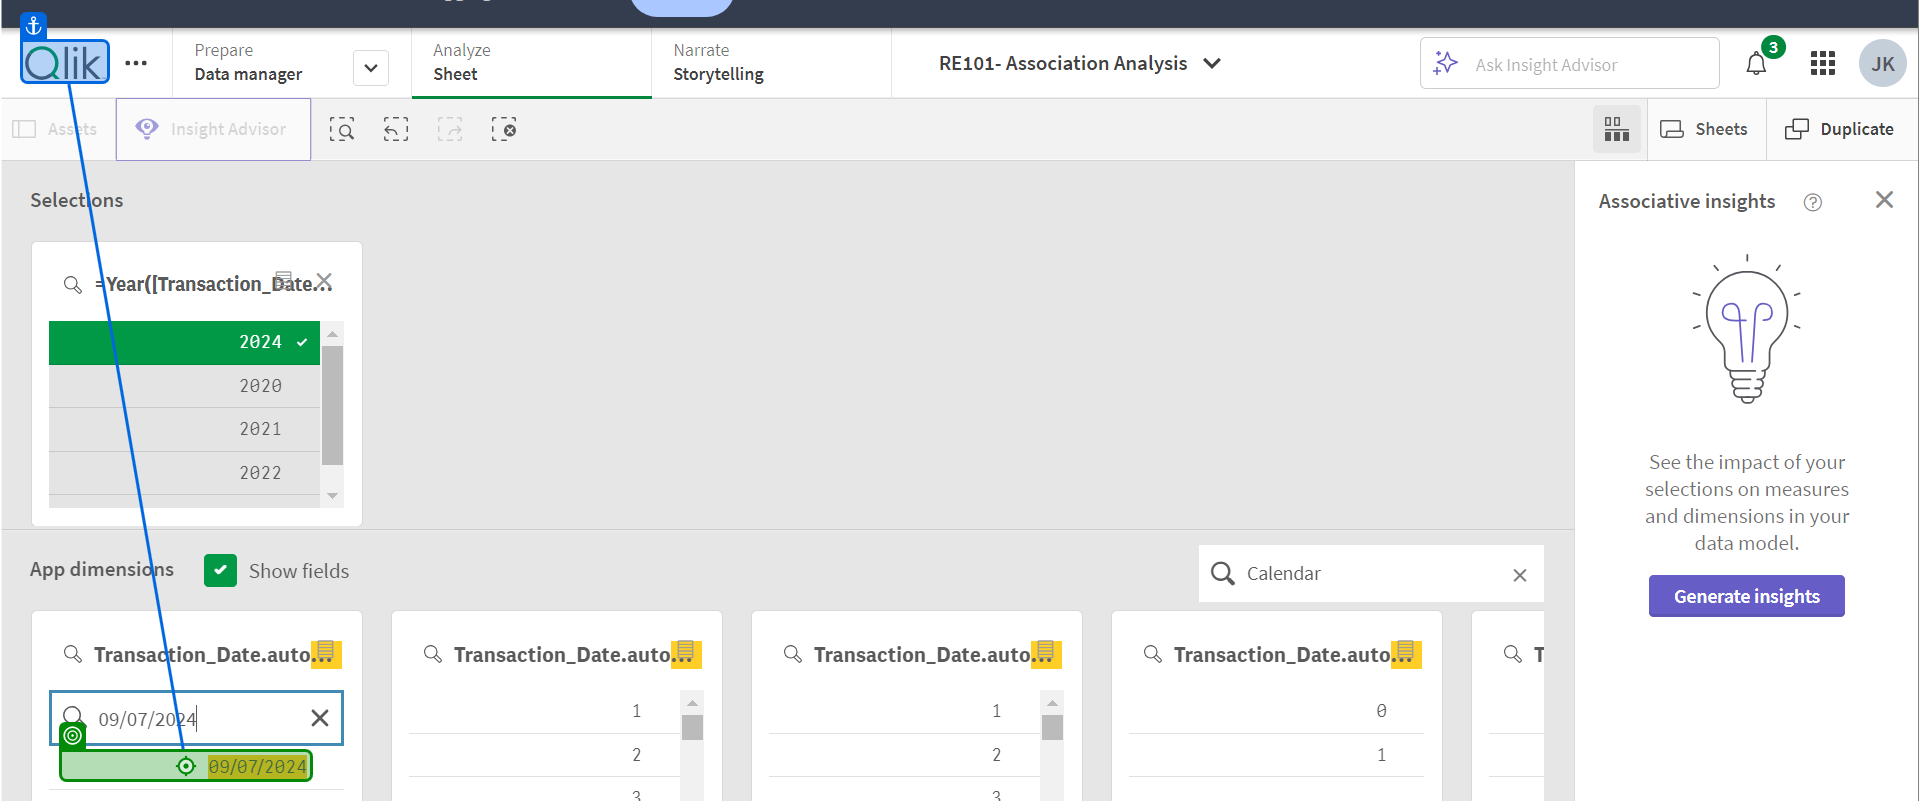 Qlik
Prepare
Data manager
Analyze
Sheet
Narrate
Storytelling
RE101- Association Analysis
Ask Insight Advisor
3
JK
Assets
Insight Advisor
Sheets
Duplicate
Selections
Associative insights
=Year([Transaction_Date...
2024
2020
2021
2022
See the impact of your
selections on measures
and dimensions in your
data model.
Generate insights
App dimensions
Show fields
Calendar
Transaction_Date.auto...
Transaction_Date.auto...
Transaction_Date.auto...
Transaction_Date.auto...
T
09/07/2024
1
1
0
09/07/2024
2
2
1
3
3